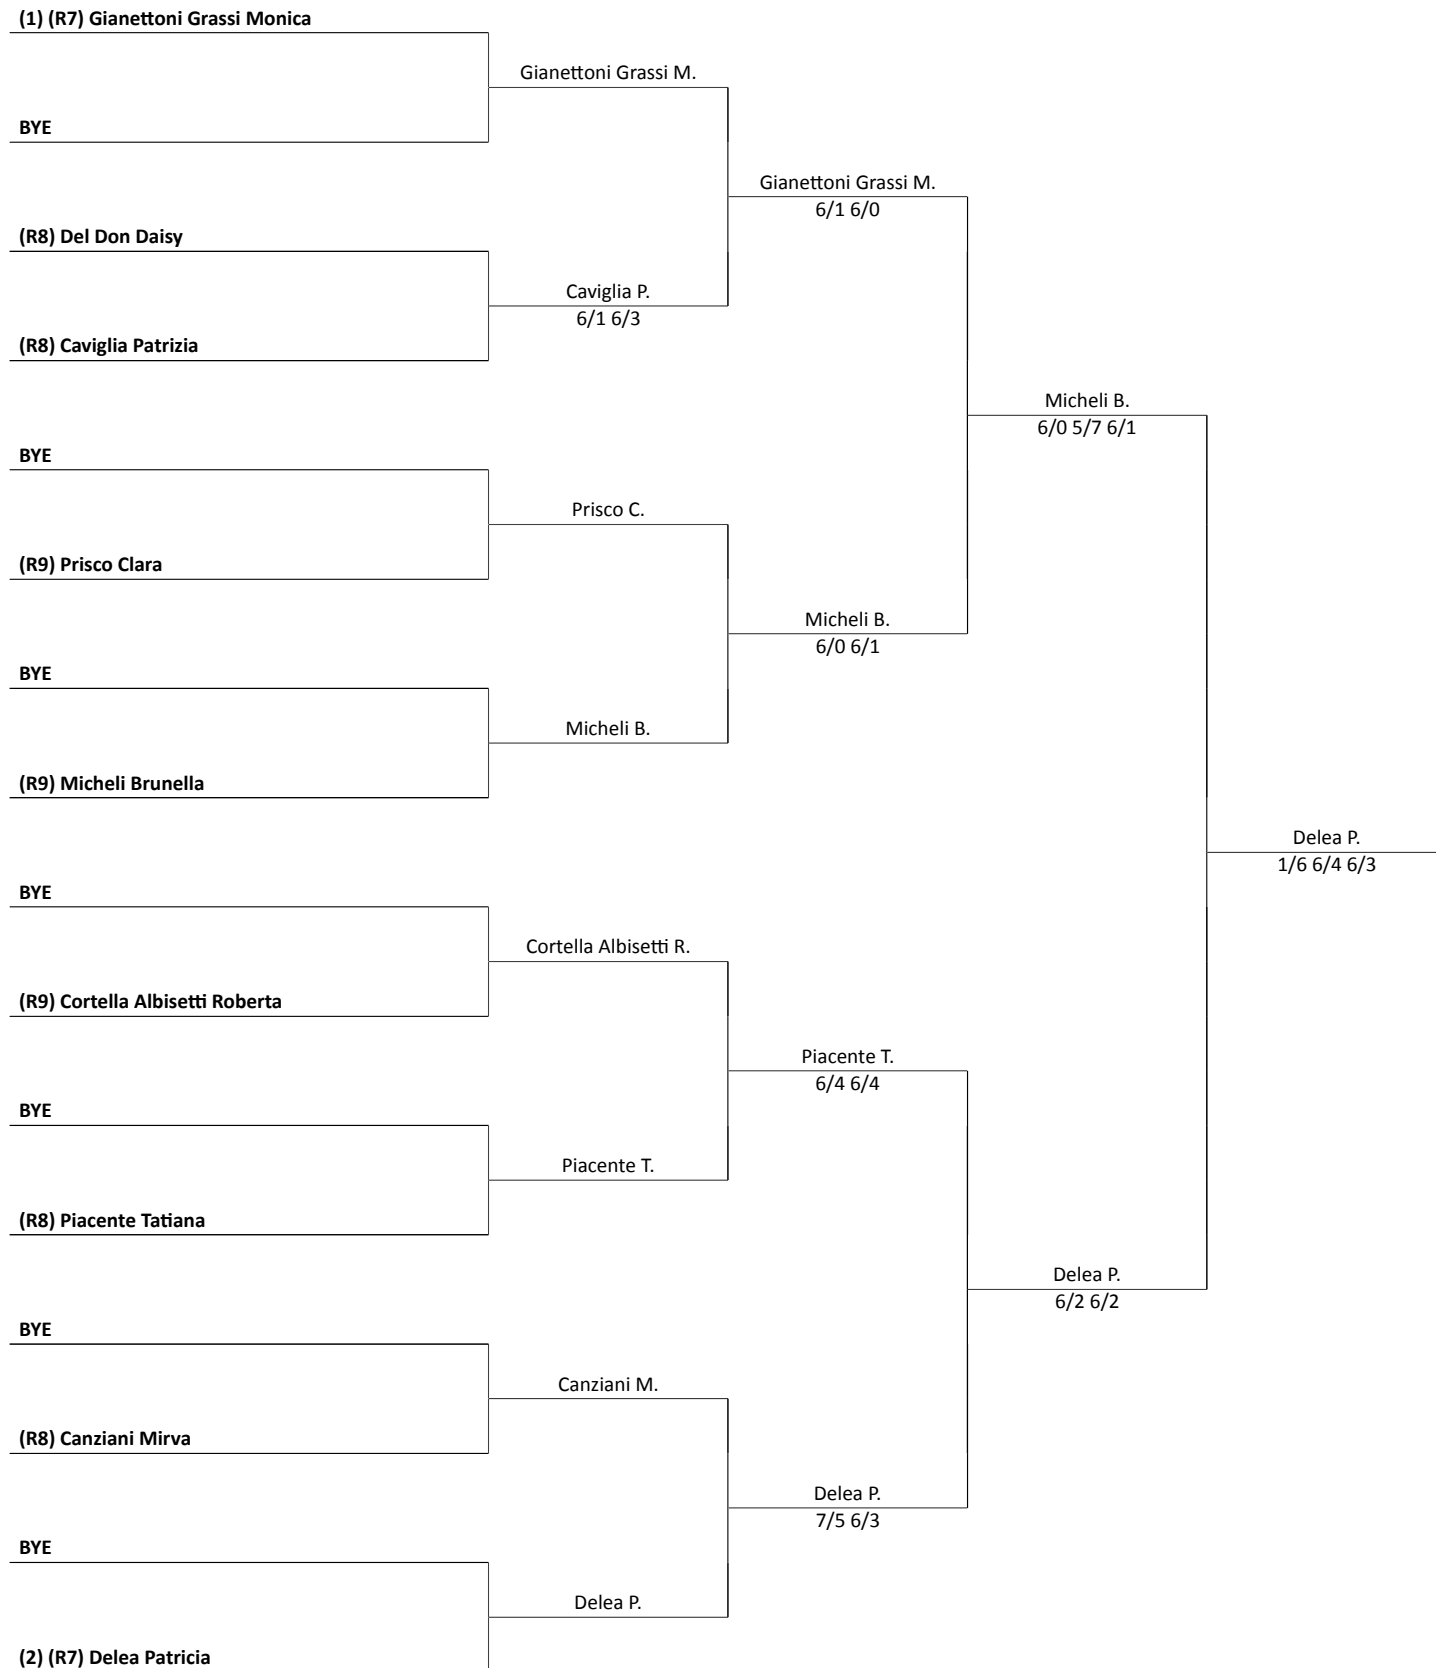 (1) (R7) Gianettoni Grassi Monica
Gianettoni Grassi M.
BYE
Gianettoni Grassi M.
6/1 6/0
(R8) Del Don Daisy
Caviglia P.
6/1 6/3
(R8) Caviglia Patrizia
Micheli B.
6/0 5/7 6/1
BYE
Prisco C.
(R9) Prisco Clara
Micheli B.
6/0 6/1
BYE
Micheli B.
(R9) Micheli Brunella
Delea P.
1/6 6/4 6/3
BYE
Cortella Albisetti R.
(R9) Cortella Albisetti Roberta
Piacente T.
6/4 6/4
BYE
Piacente T.
(R8) Piacente Tatiana
Delea P.
6/2 6/2
BYE
Canziani M.
(R8) Canziani Mirva
Delea P.
7/5 6/3
BYE
Delea P.
(2) (R7) Delea Patricia